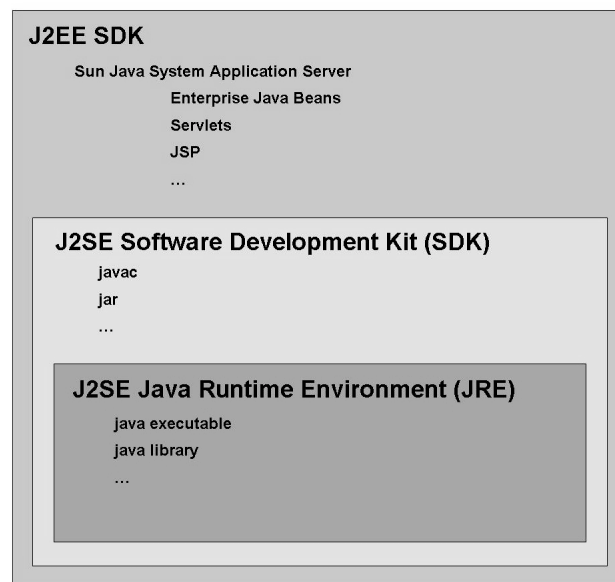 J2EE SDK
Sun Java System Application Server
Enterprise Java Beans
Servlets
JSP
...
J2SE Software Development Kit (SDK)
javac
jar
...
J2SE Java Runtime Environment (JRE)
java executable
java library
...